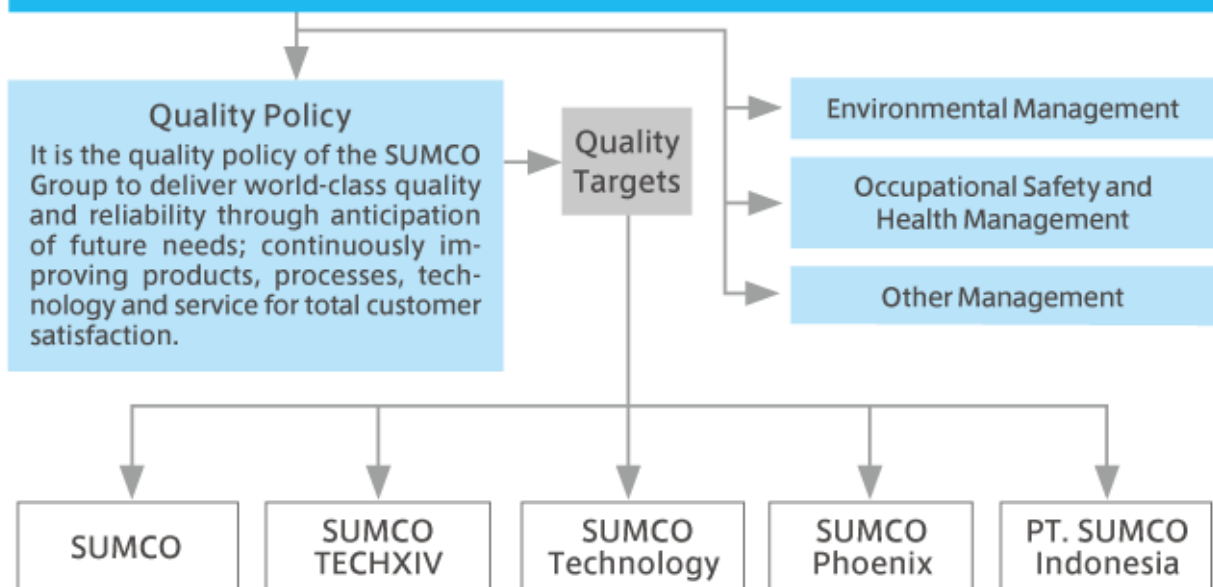 Quality Policy
It is the quality policy of the SUMCO
Group to deliver world-class quality
and reliability through anticipation
of future needs; continuously im-
proving products, processes, tech-
nology and service for total customer
satisfaction.
Quality
Targets
Environmental Management
Occupational Safety and
Health Management
Other Management
SUMCO
SUMCO
TECHXIV
SUMCO
Technology
SUMCO
Phoenix
PT. SUMCO
Indonesia